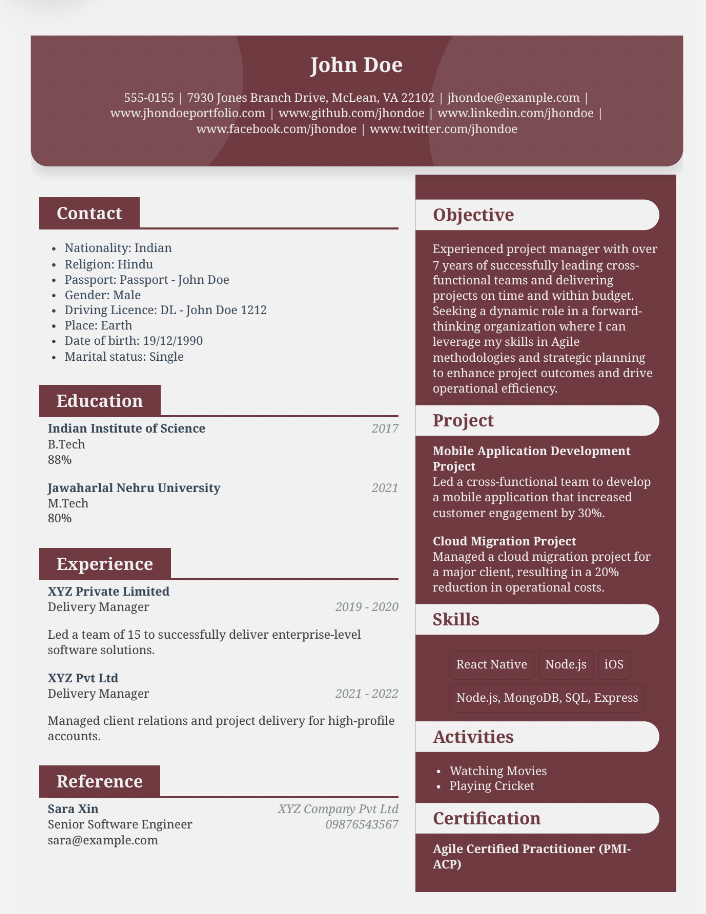 John Doe
555-0155 | 7930 Jones Branch Drive, McLean, VA 22102 | jhondoe@example.com |
www.jhondoeportfolio.com | www.github.com/jhondoe | www.linkedin.com/jhondoe |
www.facebook.com/jhondoe | www.twitter.com/jhondoe
Contact
• Nationality: Indian
• Religion: Hindu
• Passport: Passport - John Doe
• Gender: Male
• Driving Licence: DL - John Doe 1212
• Place: Earth
• Date of birth: 19/12/1990
• Marital status: Single
Education
Indian Institute of Science 2017
B.Tech
88%
Jawaharlal Nehru University 2021
M.Tech
80%
Experience
XYZ Private Limited
Delivery Manager 2019 - 2020
Led a team of 15 to successfully deliver enterprise-level
software solutions.
XYZ Pvt Ltd
Delivery Manager 2021 - 2022
Managed client relations and project delivery for high-profile
accounts.
Reference
Sara Xin XYZ Company Pvt Ltd
Senior Software Engineer 09876543567
sara@example.com
Objective
Experienced project manager with over
7 years of successfully leading cross-
functional teams and delivering
projects on time and within budget.
Seeking a dynamic role in a forward-
thinking organization where I can
leverage my skills in Agile
methodologies and strategic planning
to enhance project outcomes and drive
operational efficiency.
Project
Mobile Application Development
Project
Led a cross-functional team to develop
a mobile application that increased
customer engagement by 30%.
Cloud Migration Project
Managed a cloud migration project for
a major client, resulting in a 20%
reduction in operational costs.
Skills
React Native Node.js iOS
Node.js, MongoDB, SQL, Express
Activities
• Watching Movies
• Playing Cricket
Certification
Agile Certified Practitioner (PMI-
ACP)